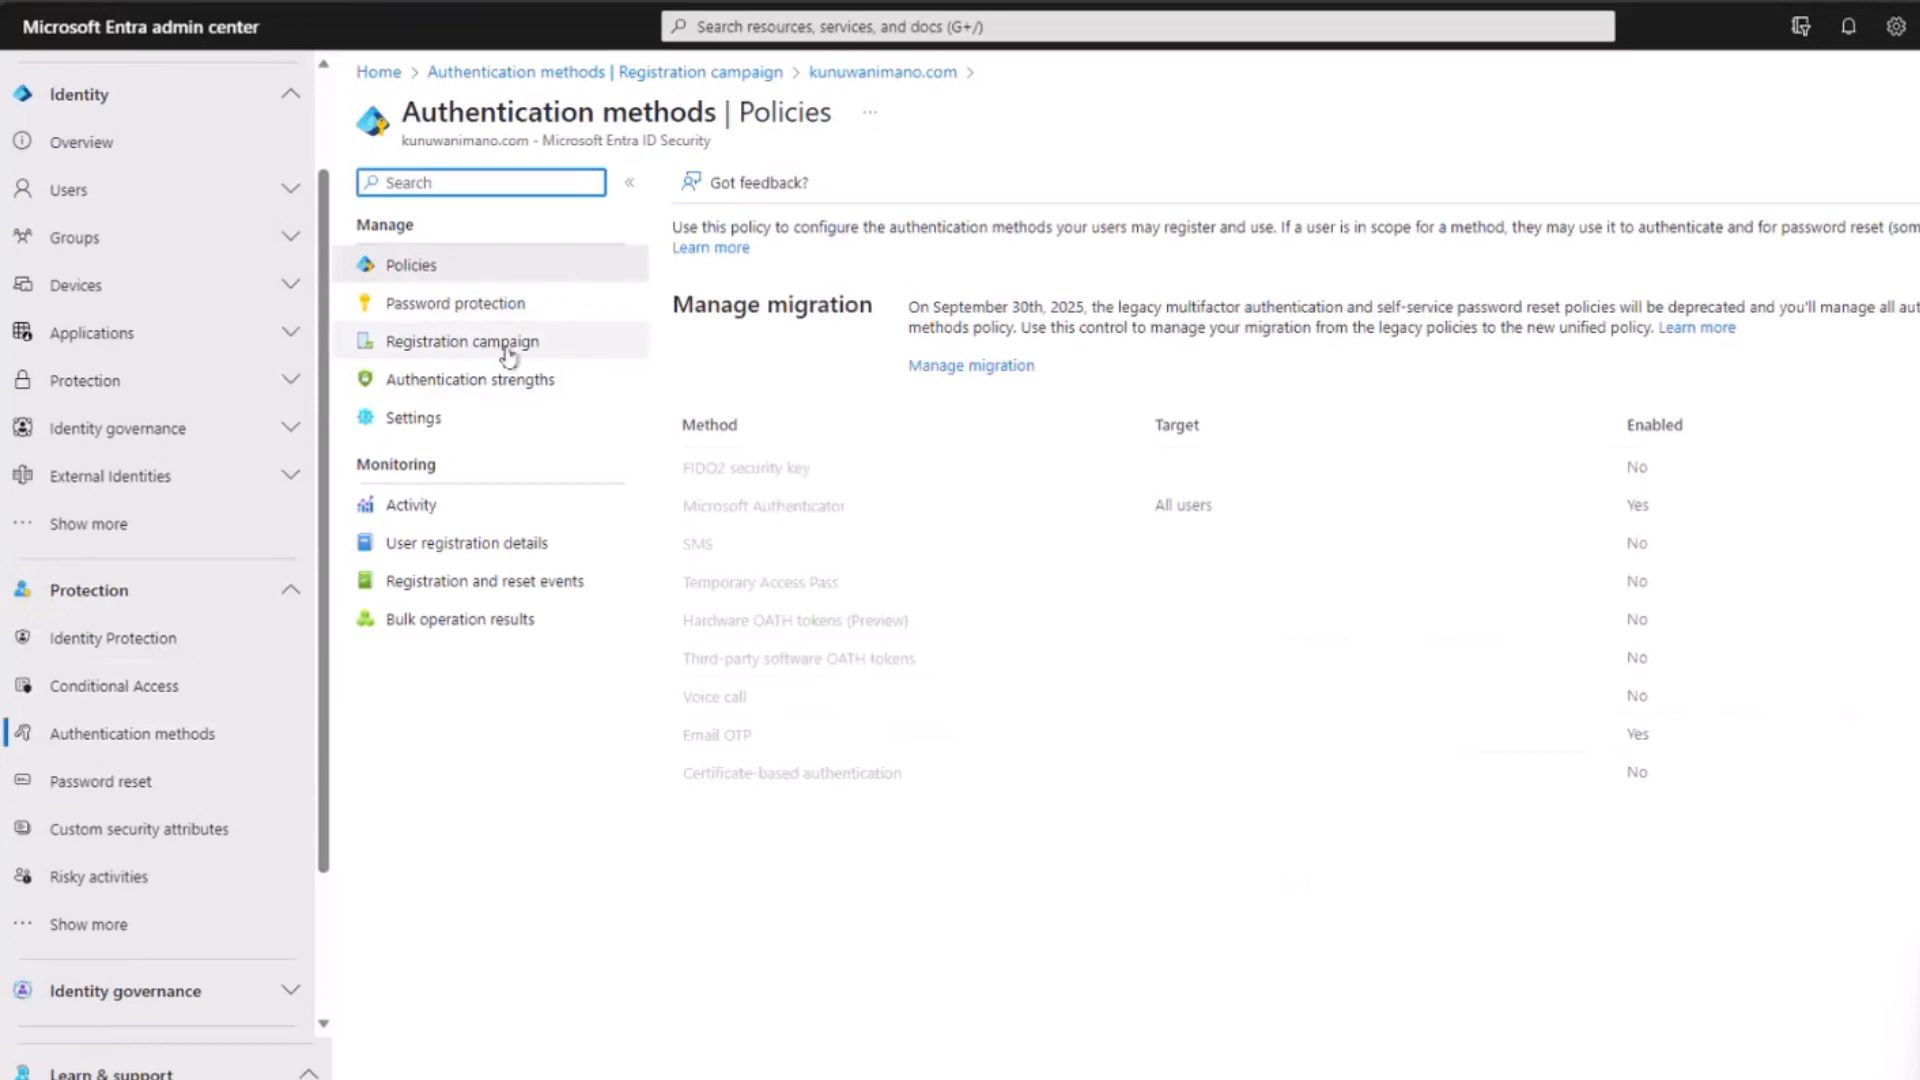 Microsoft Entra admin center
Search resources, services, and docs (G+/)
Identity
Overview
Users
Groups
Devices
Applications
Protection
Identity governance
External Identities
Show more
Protection
Identity Protection
Conditional Access
Authentication methods
Password reset
Custom security attributes
Risky activities
Show more
Identity governance
Learn & support
Home > Authentication methods | Registration campaign > kunuwanimano.com >
Authentication methods | Policies ...
kunuwanimano.com - Microsoft Entra ID Security
Search
Manage
Policies
Password protection
Registration campaign
Authentication strengths
Settings
Monitoring
Activity
User registration details
Registration and reset events
Bulk operation results
Got feedback?
Use this policy to configure the authentication methods your users may register and use. If a user is in scope for a method, they may use it to authenticate and for password reset (som
Learn more
Manage migration
On September 30th, 2025, the legacy multifactor authentication and self-service password reset policies will be deprecated and you'll manage all aut
methods policy. Use this control to manage your migration from the legacy policies to the new unified policy. Learn more
Manage migration
Method Target Enabled
FIDO2 security key No
Microsoft Authenticator All users Yes
SMS No
Temporary Access Pass No
Hardware OATH tokens (Preview) No
Third-party software OATH tokens No
Voice call No
Email OTP Yes
Certificate-based authentication No